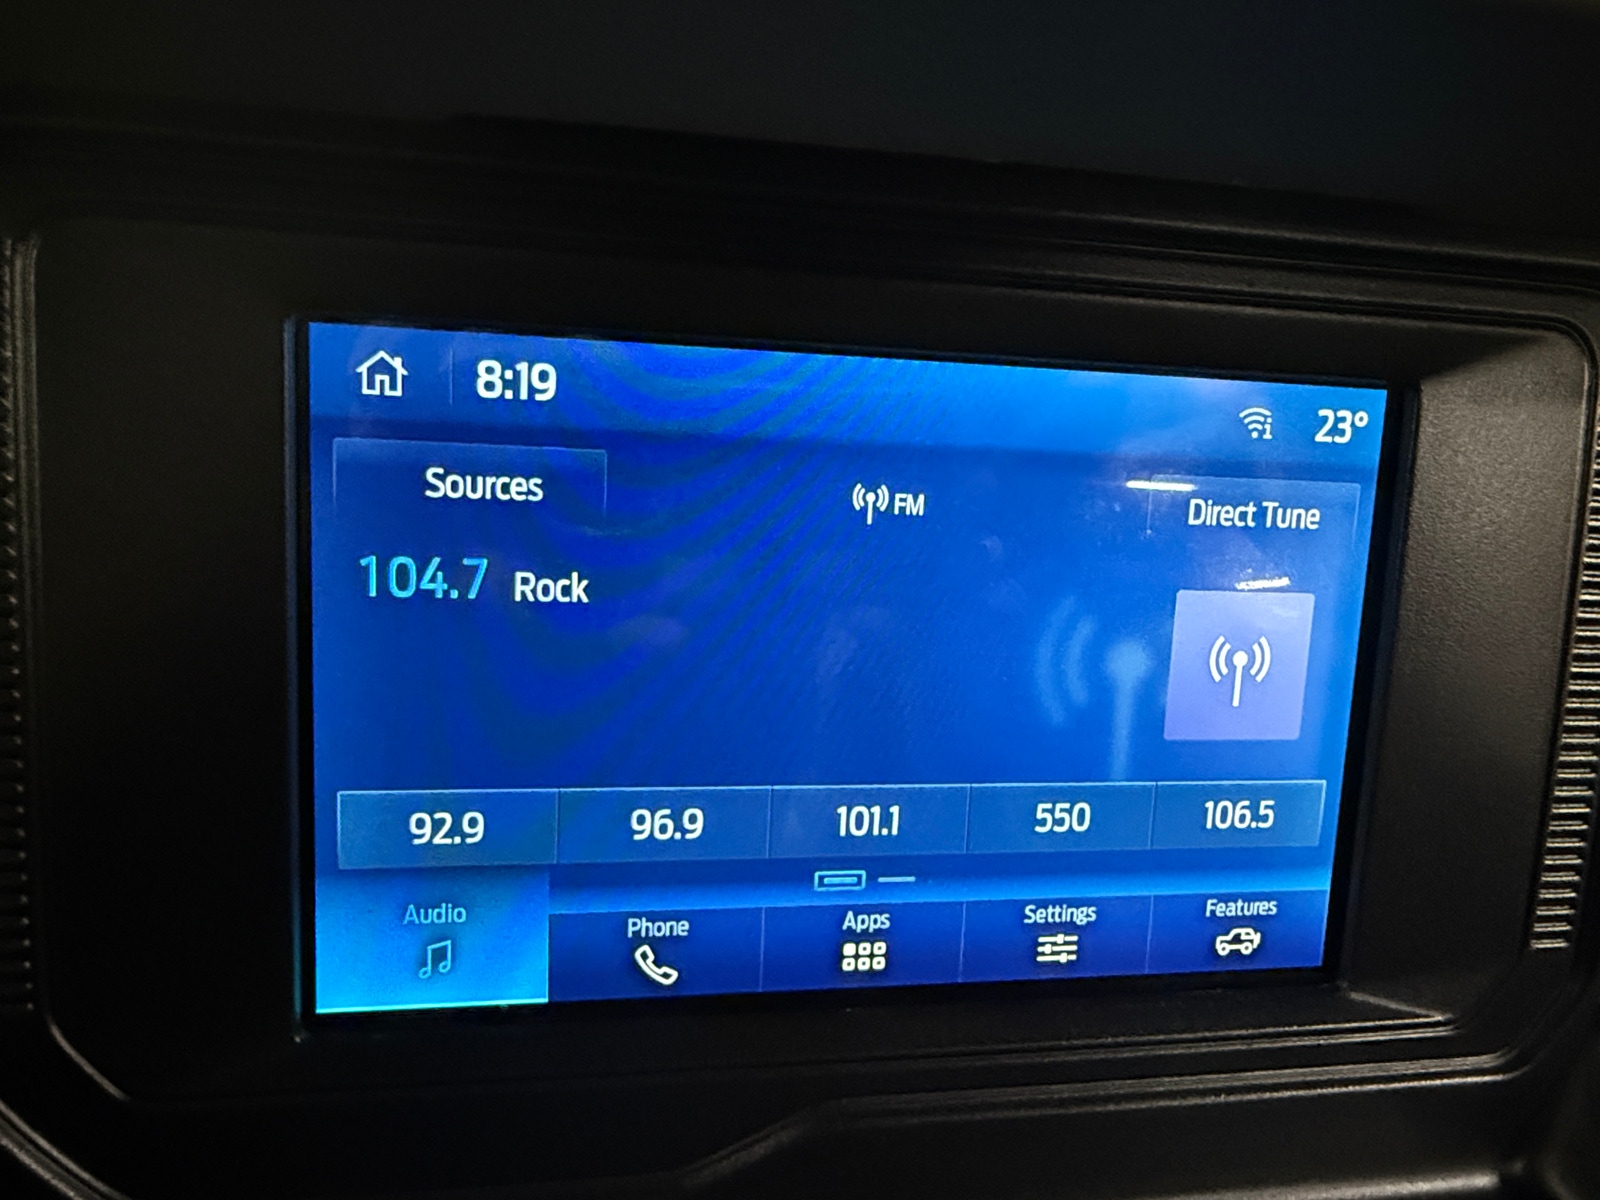 8:19
23°
Sources
FM
Direct Tune
104.7 Rock
92.9 96.9 101.1 550 106.5
Audio Phone Apps Settings Features